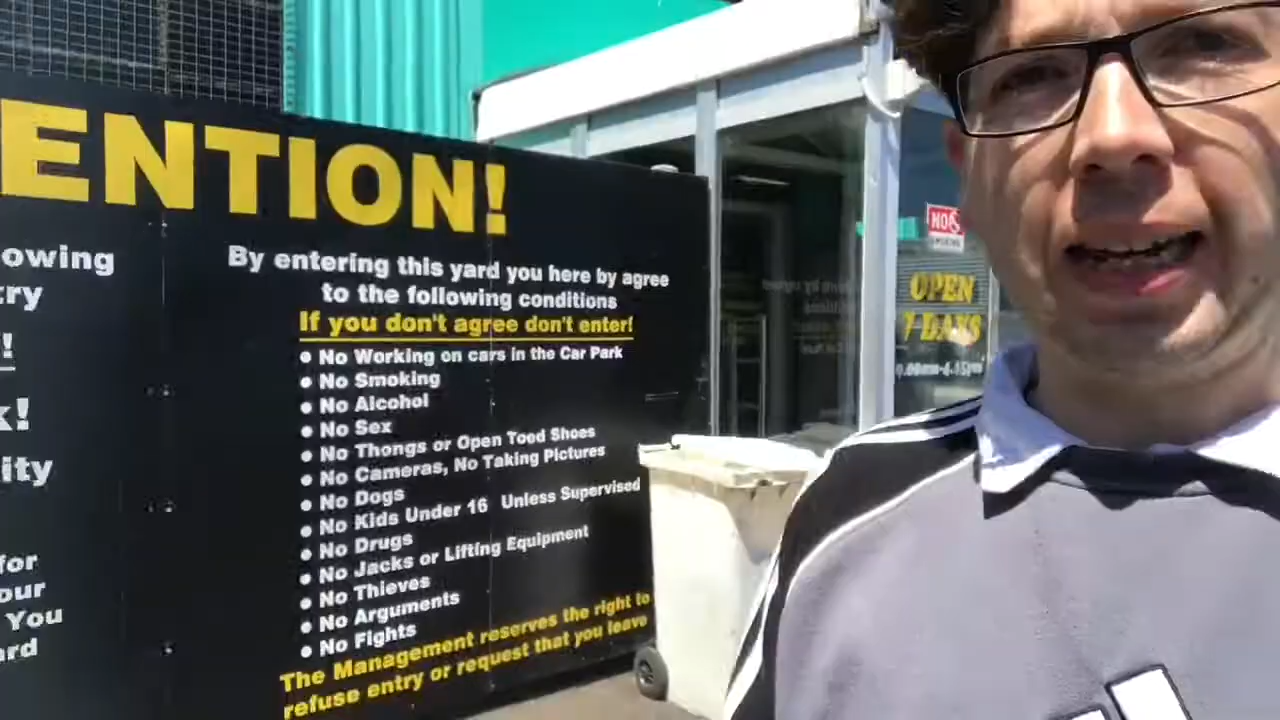 ENTION!
owing
try
!
k!
ity
for
our
You
ard
By entering this yard you here by agree
to the following conditions
If you don't agree don't enter!
• No Working on cars in the Car Park
• No Smoking
• No Alcohol
• No Sex
• No Thongs or Open Toed Shoes
• No Cameras, No Taking Pictures
• No Dogs
• No Kids Under 16 Unless Supervised
• No Drugs
• No Jacks or Lifting Equipment
• No Thieves
• No Arguments
• No Fights
The Management reserves the right to
refuse entry or request that you leave
NO
SMOKING
OPEN
7 DAYS